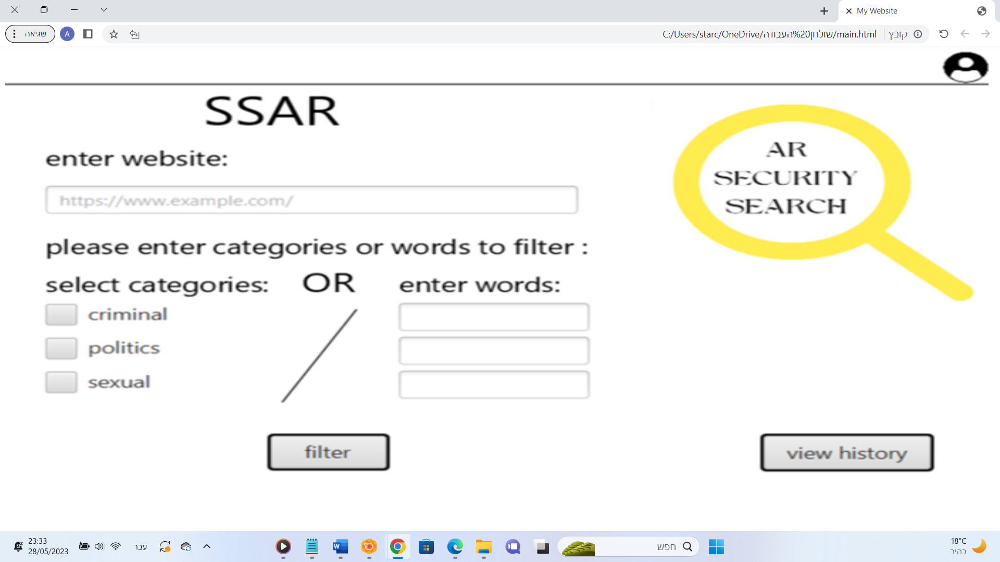 My Website
שגיאה
A
C:/Users/starc/OneDrive/שולחן%20העבודה/main.html
קובץ
SSAR
enter website:
https://www.example.com/
please enter categories or words to filter :
select categories:
OR
enter words:
criminal
politics
sexual
filter
view history
AR
SECURITY
SEARCH
23:33
28/05/2023
עבר
חפש
18°C
בהיר